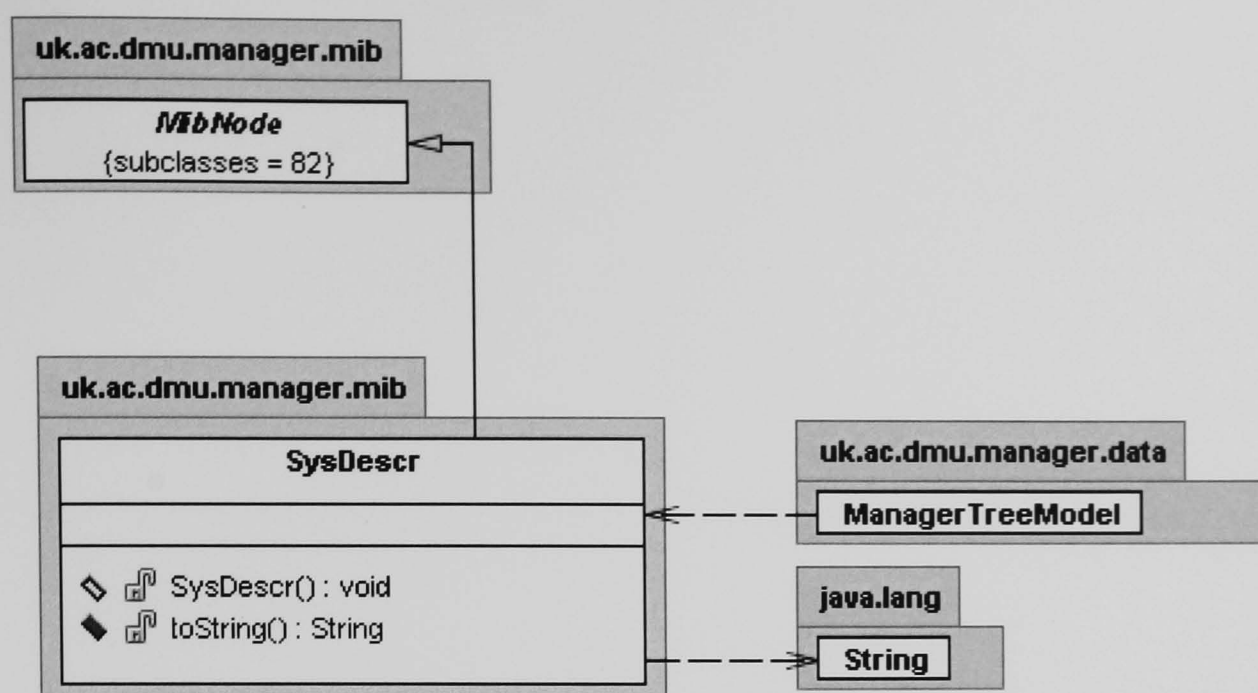 uk.ac.dmu.manager.mib
MibNode
{subclasses = 82}
uk.ac.dmu.manager.mib
SysDescr
SysDescr() : void
toString() : String
uk.ac.dmu.manager.data
ManagerTreeModel
java.lang
String